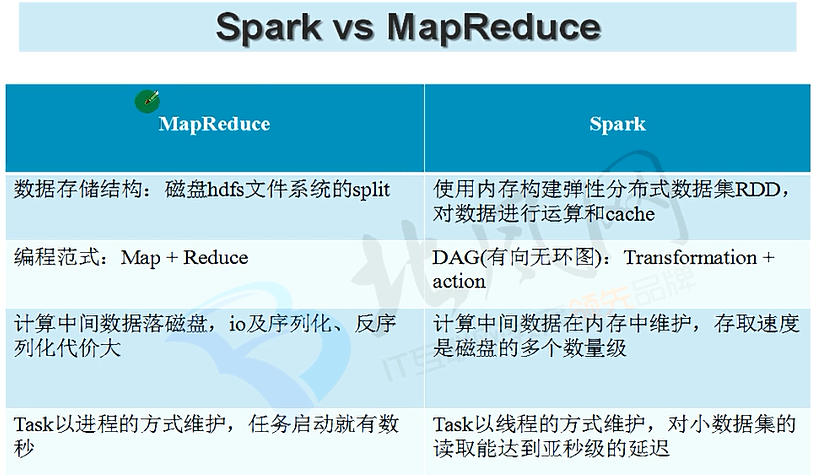 Spark vs MapReduce
MapReduce
Spark
数据存储结构：磁盘hdfs文件系统的split
使用内存构建弹性分布式数据集RDD，
对数据进行运算和cache
编程范式：Map + Reduce
DAG(有向无环图)：Transformation +
action
计算中间数据落磁盘，io及序列化、反序
列化代价大
计算中间数据在内存中维护，存取速度
是磁盘的多个数量级
Task以进程的方式维护，任务启动就有数
秒
Task以线程的方式维护，对小数据集的
读取能达到亚秒级的延迟
北风网